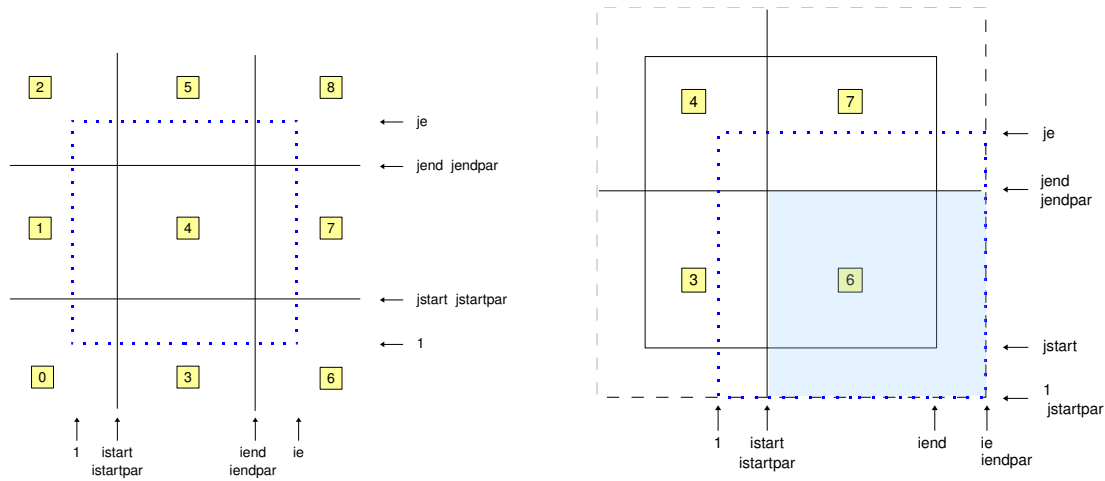 2 5 8
je
jend jendpar
1 4 7
jstart jstartpar
1
0 3 6
1 istart iend ie
istartpar iendpar
4 7
je
jend
jendpar
3 6
jstart
1
jstartpar
1 istart iend ie
istartpar iendpar